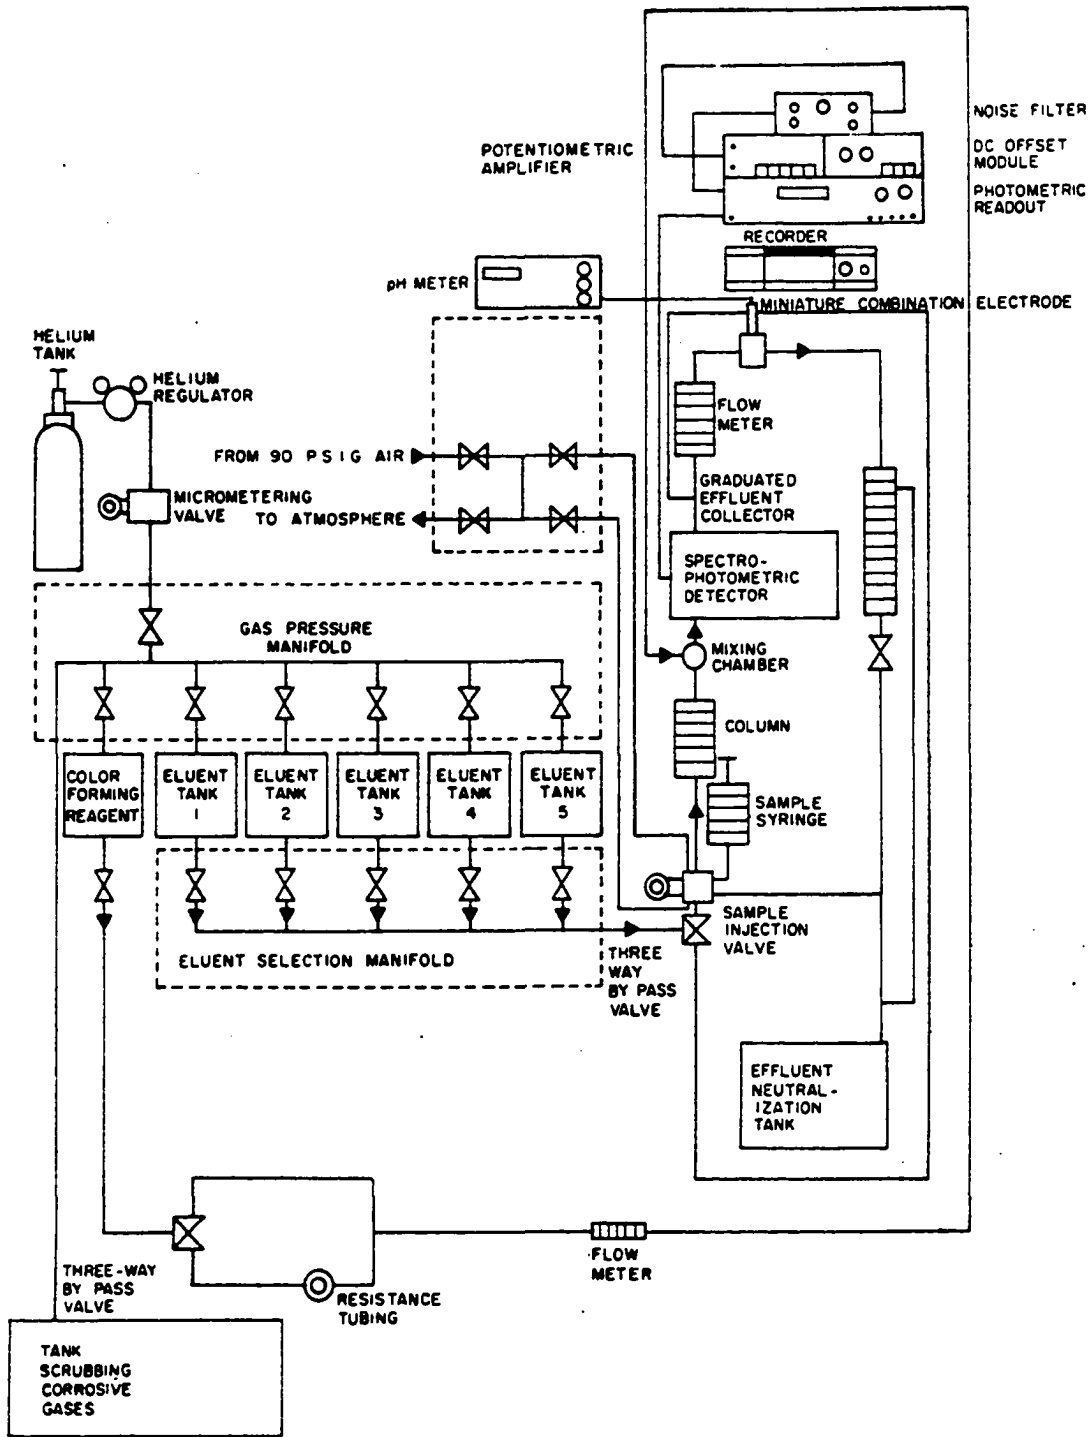 NOISE FILTER
POTENTIOMETRIC
AMPLIFIER
DC OFFSET
MODULE
PHOTOMETRIC
READOUT
RECORDER
pH METER
MINIATURE COMBINATION ELECTRODE
HELIUM
TANK
HELIUM
REGULATOR
FLOW
METER
FROM 90 P S I G AIR
GRADUATED
EFFLUENT
COLLECTOR
MICROMETERING
VALVE
TO ATMOSPHERE
SPECTRO-
PHOTOMETRIC
DETECTOR
GAS PRESSURE
MANIFOLD
MIXING
CHAMBER
COLUMN
COLOR
FORMING
REAGENT
ELUENT
TANK
1
ELUENT
TANK
2
ELUENT
TANK
3
ELUENT
TANK
4
ELUENT
TANK
5
SAMPLE
SYRINGE
SAMPLE
INJECTION
VALVE
ELUENT SELECTION MANIFOLD
THREE
WAY
BY PASS
VALVE
EFFLUENT
NEUTRAL-
IZATION
TANK
FLOW
METER
THREE-WAY
BY PASS
VALVE
RESISTANCE
TUBING
TANK
SCRUBBING
CORROSIVE
GASES